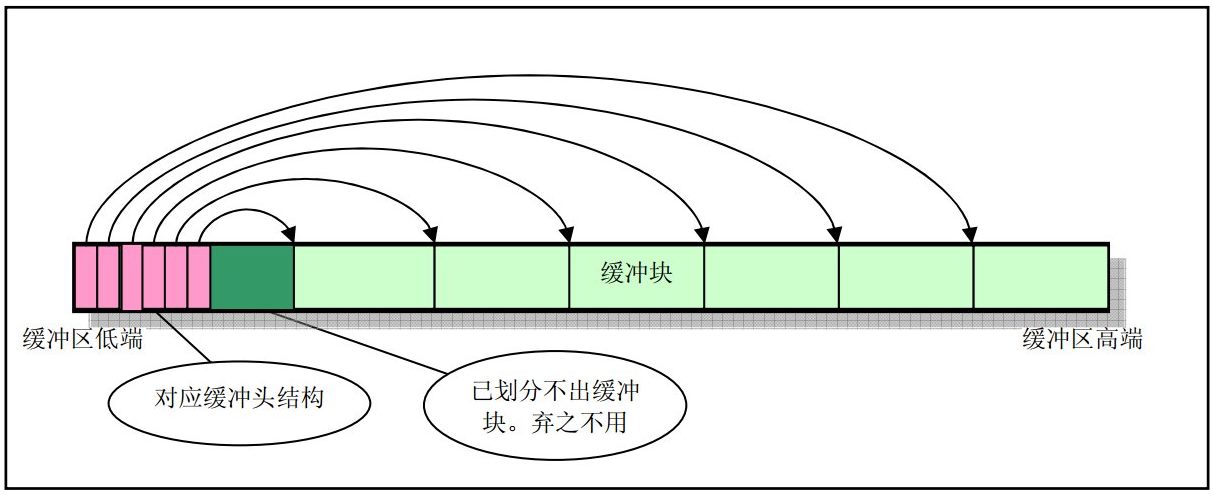 缓冲块
缓冲区低端
缓冲区高端
对应缓冲头结构
已划分不出缓冲
块。弃之不用